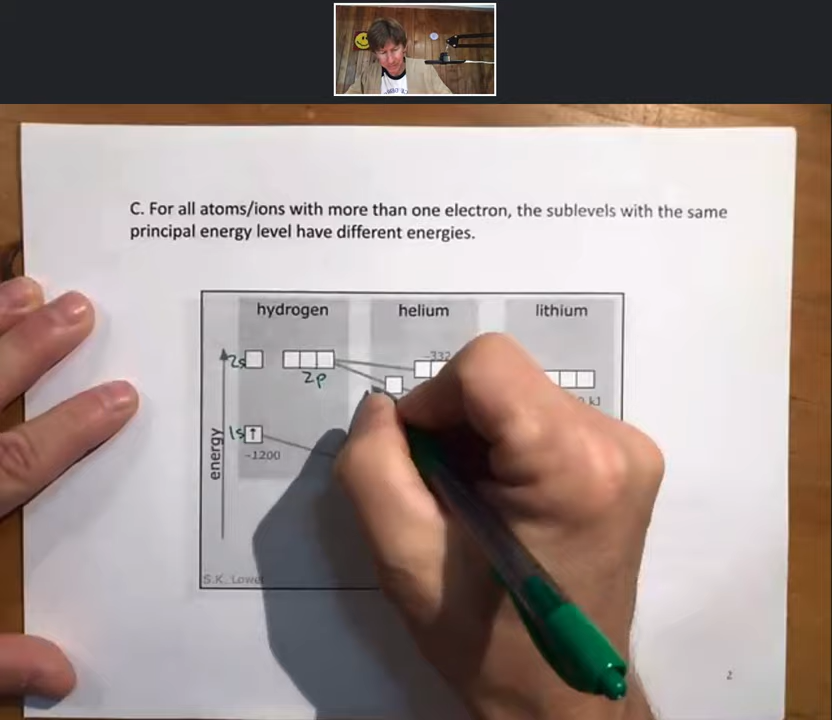 C. For all atoms/ions with more than one electron, the sublevels with the same
principal energy level have different energies.
hydrogen helium lithium
-332
2s
2p
kJ
1s ↑
energy
-1200
S.K. Lowe
2